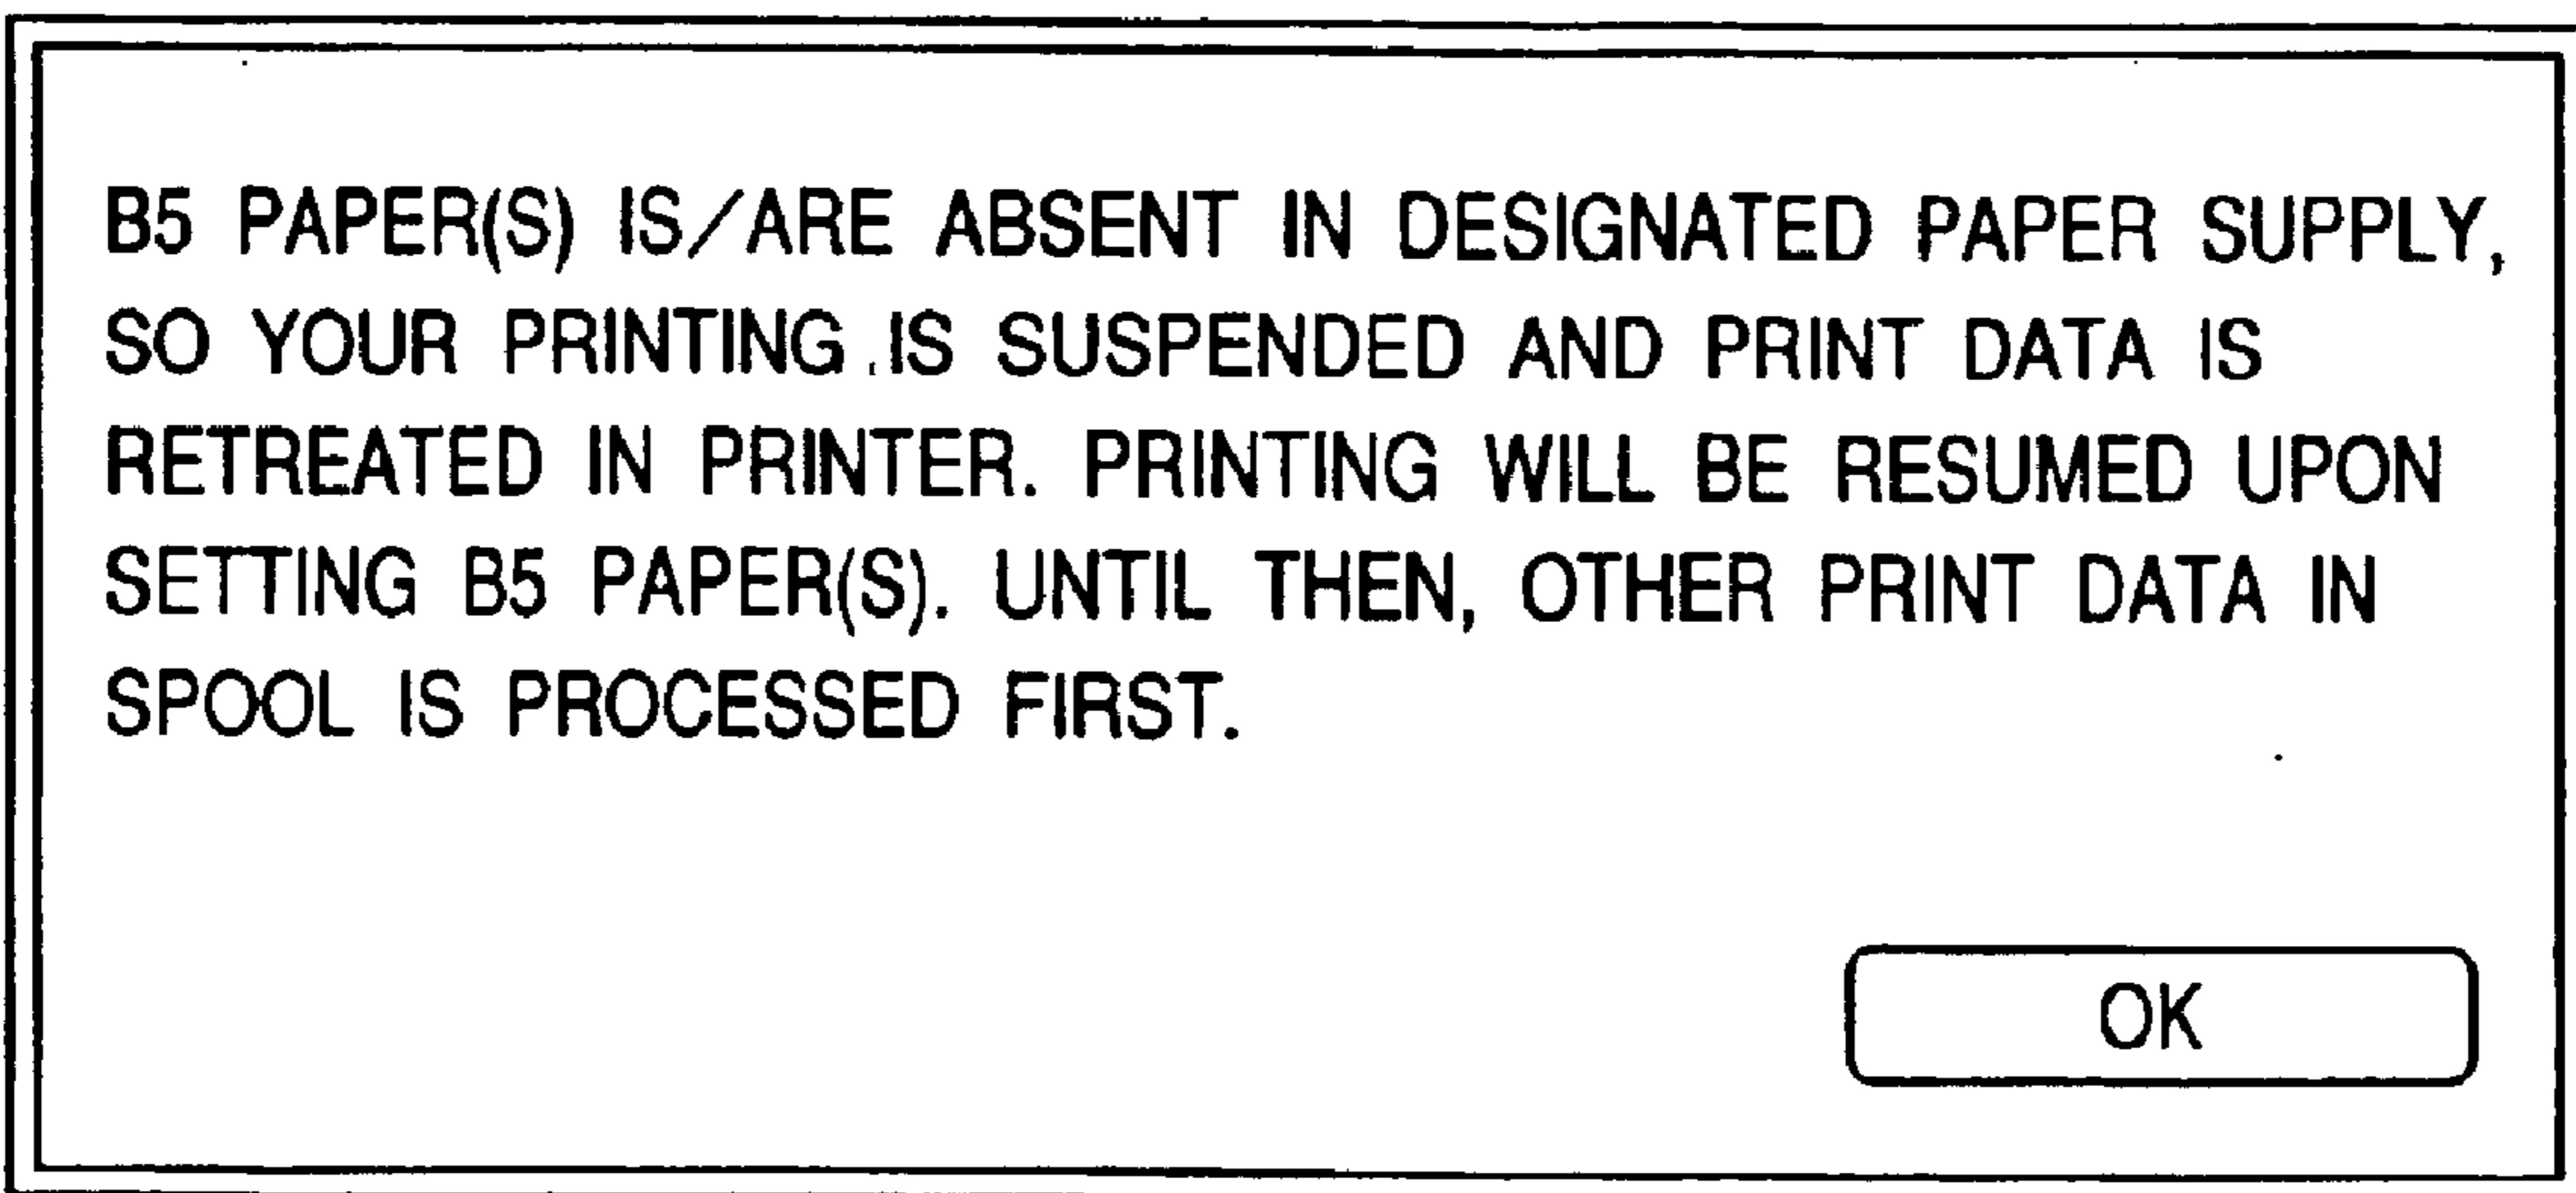 B5 PAPER(S) IS/ARE ABSENT IN DESIGNATED PAPER SUPPLY,
SO YOUR PRINTING IS SUSPENDED AND PRINT DATA IS
RETREATED IN PRINTER. PRINTING WILL BE RESUMED UPON
SETTING B5 PAPER(S). UNTIL THEN, OTHER PRINT DATA IN
SPOOL IS PROCESSED FIRST.
OK